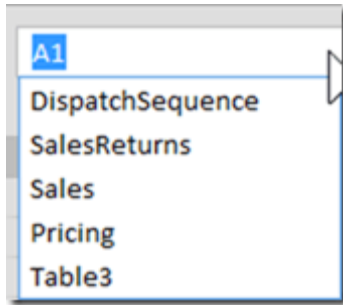 A1
DispatchSequence
SalesReturns
Sales
Pricing
Table3